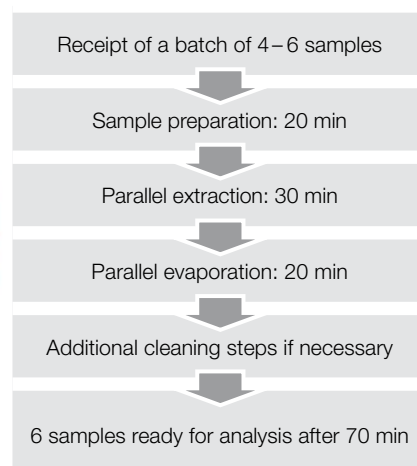 Receipt of a batch of 4–6 samples
Sample preparation: 20 min
Parallel extraction: 30 min
Parallel evaporation: 20 min
Additional cleaning steps if necessary
6 samples ready for analysis after 70 min